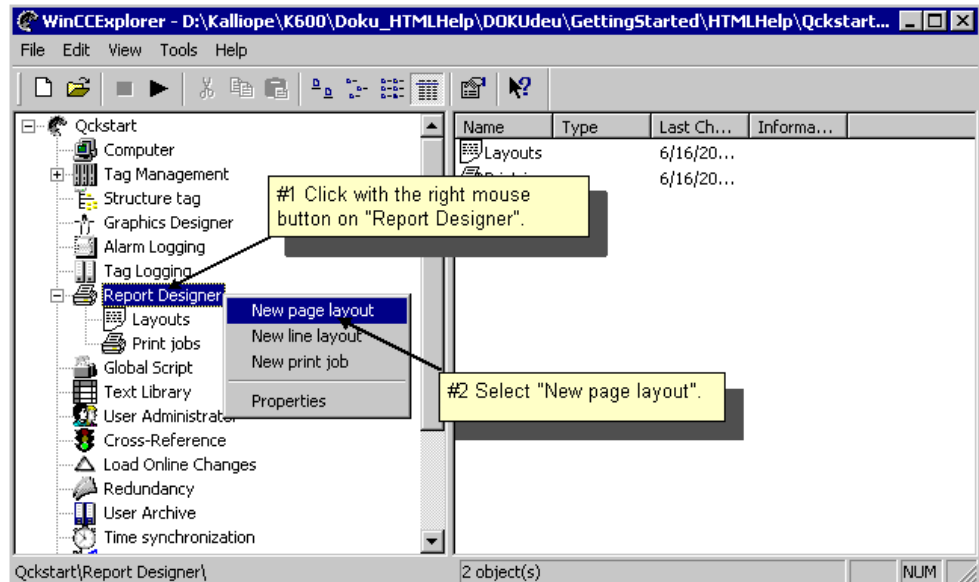 WinCCExplorer - D:\Kalliope\K600\Doku_HTMLHelp\DOKUdeu\GettingStarted\HTMLHelp\Qckstart...
File Edit View Tools Help
Qckstart
Computer
Tag Management
Structure tag
Graphics Designer
Alarm Logging
Tag Logging
Report Designer
Layouts
Print jobs
Global Script
Text Library
User Administrator
Cross-Reference
Load Online Changes
Redundancy
User Archive
Time synchronization
Name Type Last Ch... Informa...
Layouts 6/16/20...
6/16/20...
#1 Click with the right mouse
button on "Report Designer".
New page layout
New line layout
New print job
Properties
#2 Select "New page layout".
Qckstart\Report Designer\
2 object(s)
NUM